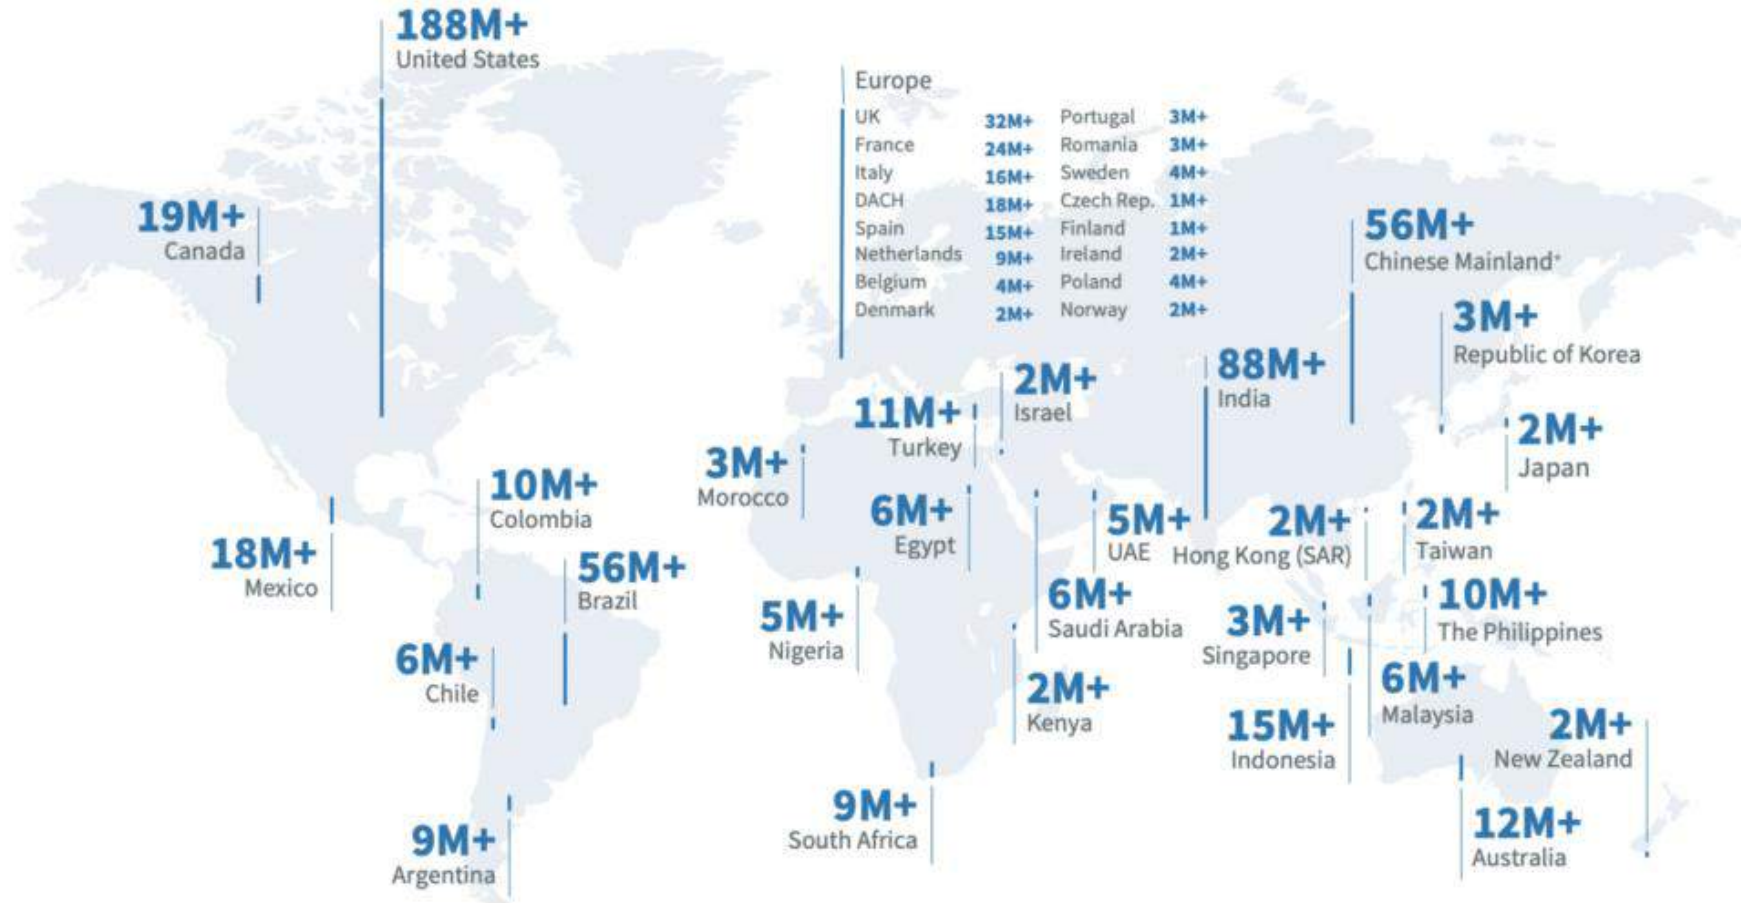 188M+
United States
19M+
Canada
18M+
Mexico
10M+
Colombia
56M+
Brazil
6M+
Chile
9M+
Argentina
Europe
UK 32M+
France 24M+
Italy 16M+
DACH 18M+
Spain 15M+
Netherlands 9M+
Belgium 4M+
Denmark 2M+
Portugal 3M+
Romania 3M+
Sweden 4M+
Czech Rep. 1M+
Finland 1M+
Ireland 2M+
Poland 4M+
Norway 2M+
2M+
Israel
11M+
Turkey
3M+
Morocco
6M+
Egypt
5M+
Nigeria
5M+
UAE
6M+
Saudi Arabia
2M+
Kenya
9M+
South Africa
88M+
India
56M+
Chinese Mainland*
3M+
Republic of Korea
2M+
Japan
2M+
Hong Kong (SAR)
2M+
Taiwan
10M+
The Philippines
3M+
Singapore
6M+
Malaysia
15M+
Indonesia
2M+
New Zealand
12M+
Australia